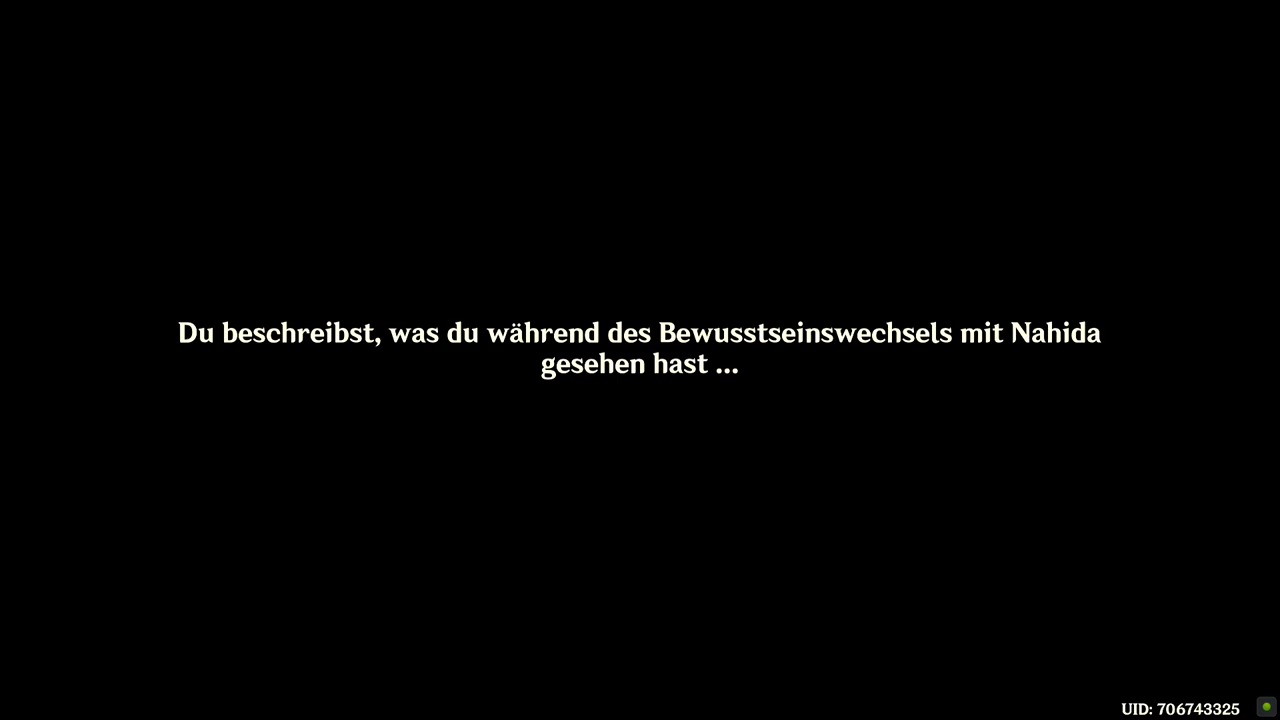 Du beschreibst, was du während des Bewusstseinswechsels mit Nahida
gesehen hast ...
UID: 706743325